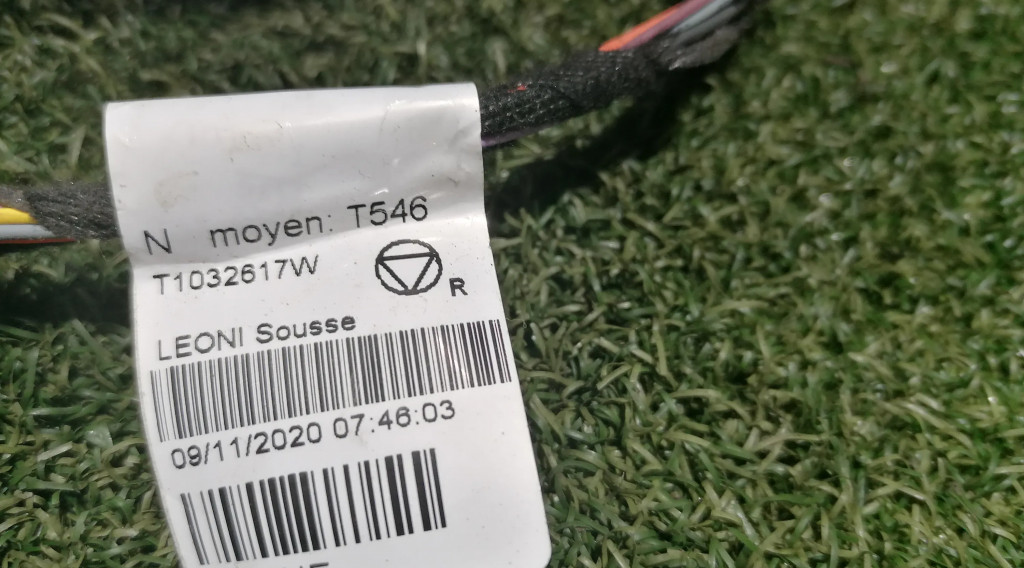 N moyen: T546
T1032617W
R
LEONI Sousse
09/11/2020 07:46:03